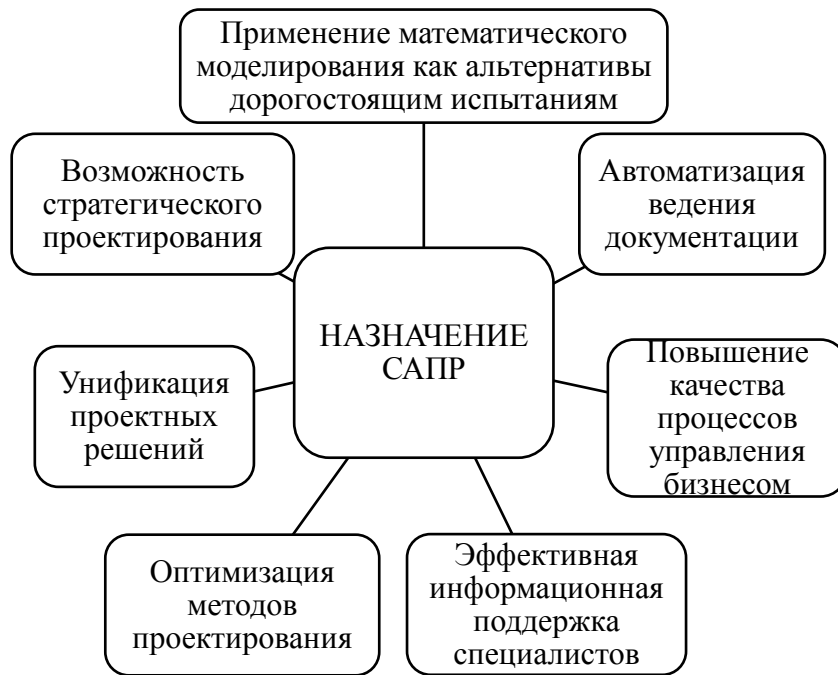 Применение математического
моделирования как альтернативы
дорогостоящим испытаниям
Возможность
стратегического
проектирования
Автоматизация
ведения
документации
НАЗНАЧЕНИЕ
САПР
Унификация
проектных
решений
Повышение
качества
процессов
управления
бизнесом
Оптимизация
методов
проектирования
Эффективная
информационная
поддержка
специалистов